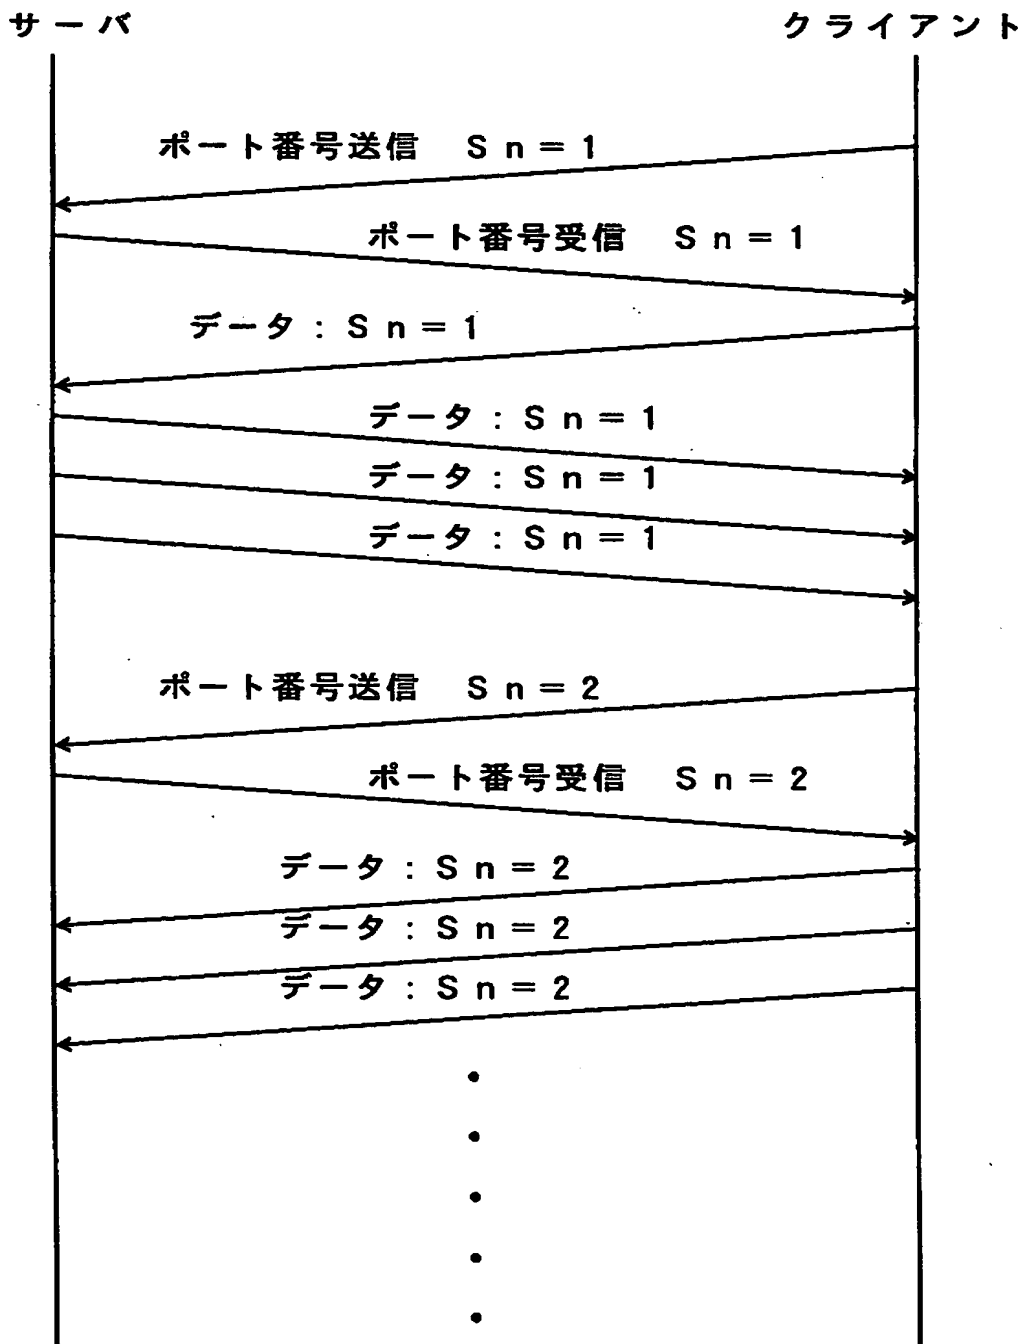 サーバ
クライアント
ポート番号送信 Sn=1
ポート番号受信 Sn=1
データ:Sn=1
データ:Sn=1
データ:Sn=1
データ:Sn=1
ポート番号送信 Sn=2
ポート番号受信 Sn=2
データ:Sn=2
データ:Sn=2
データ:Sn=2